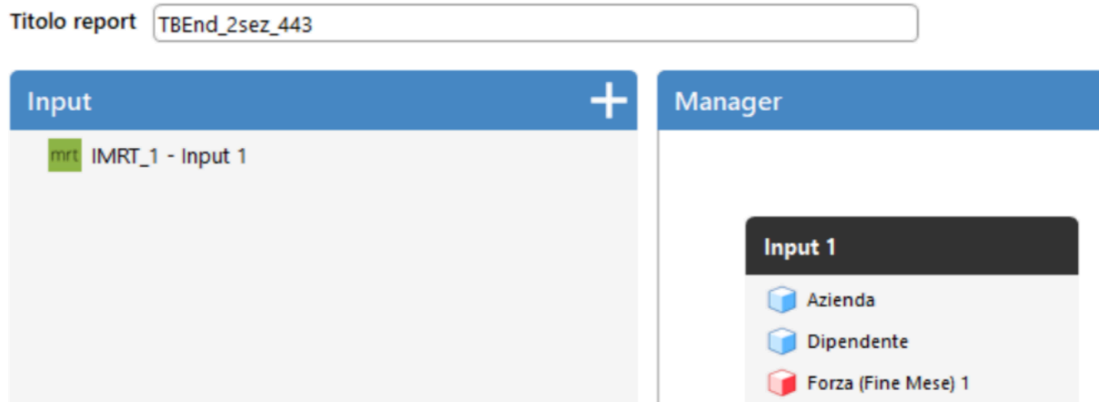 Titolo report TBEnd_2sez_443
Input
Manager
mrt IMRT_1 - Input 1
Input 1
Azienda
Dipendente
Forza (Fine Mese) 1